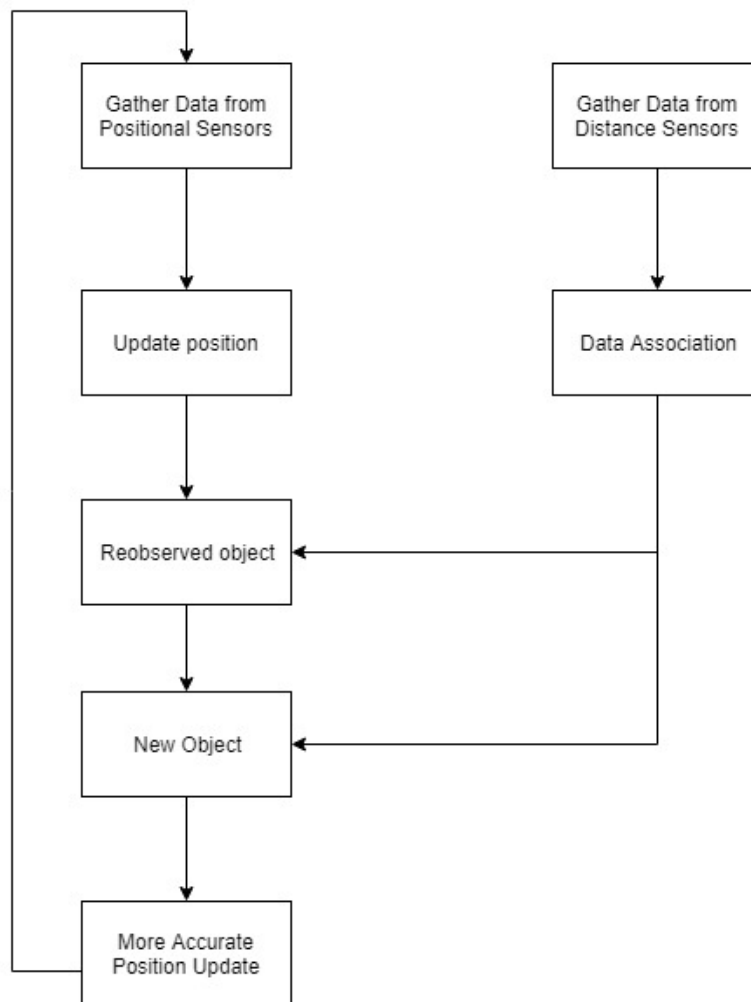 Gather Data from
Positional Sensors
Gather Data from
Distance Sensors
Update position
Data Association
Reobserved object
New Object
More Accurate
Position Update